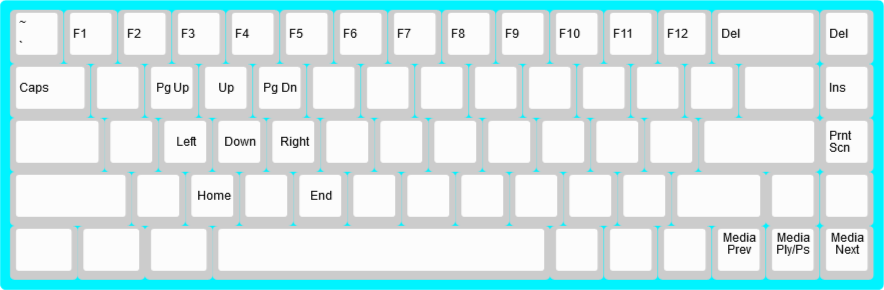 ~
`
F1
F2
F3
F4
F5
F6
F7
F8
F9
F10
F11
F12
Del
Del
Caps
Pg Up
Up
Pg Dn
Ins
Left
Down
Right
Prnt
Scn
Home
End
Media
Prev
Media
Ply/Ps
Media
Next